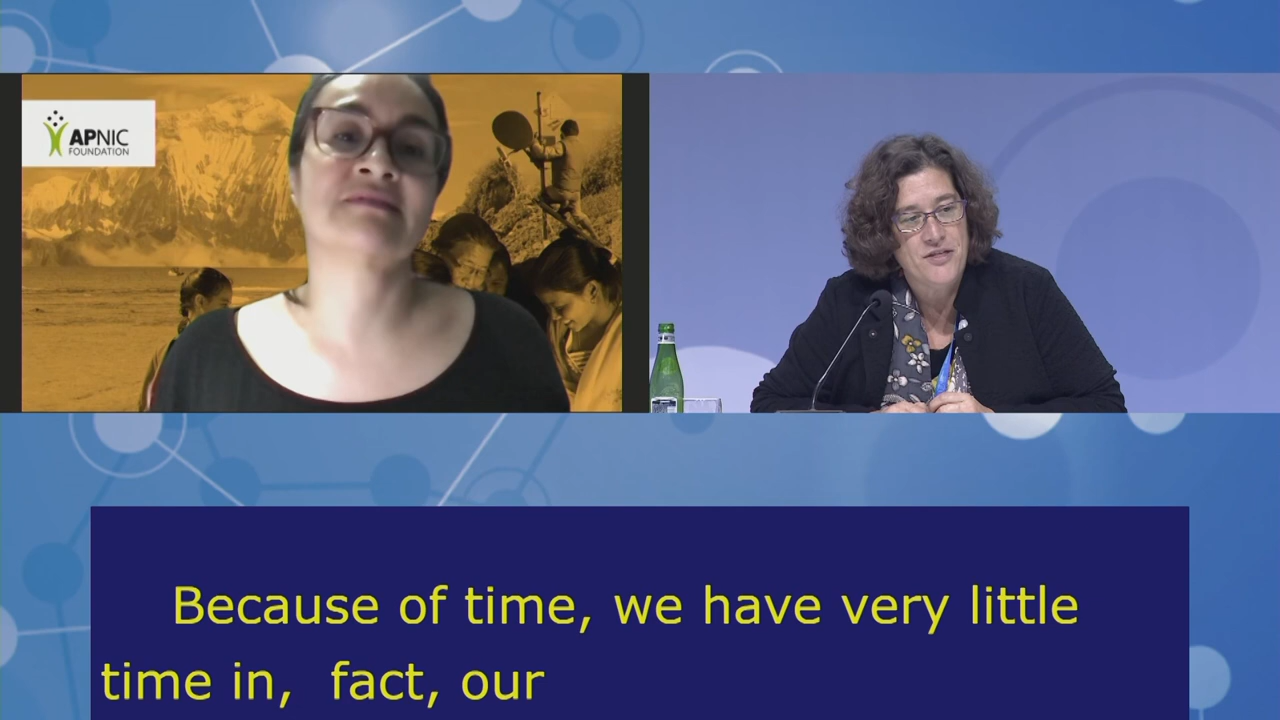 APNIC
FOUNDATION
Because of time, we have very little
time in, fact, our